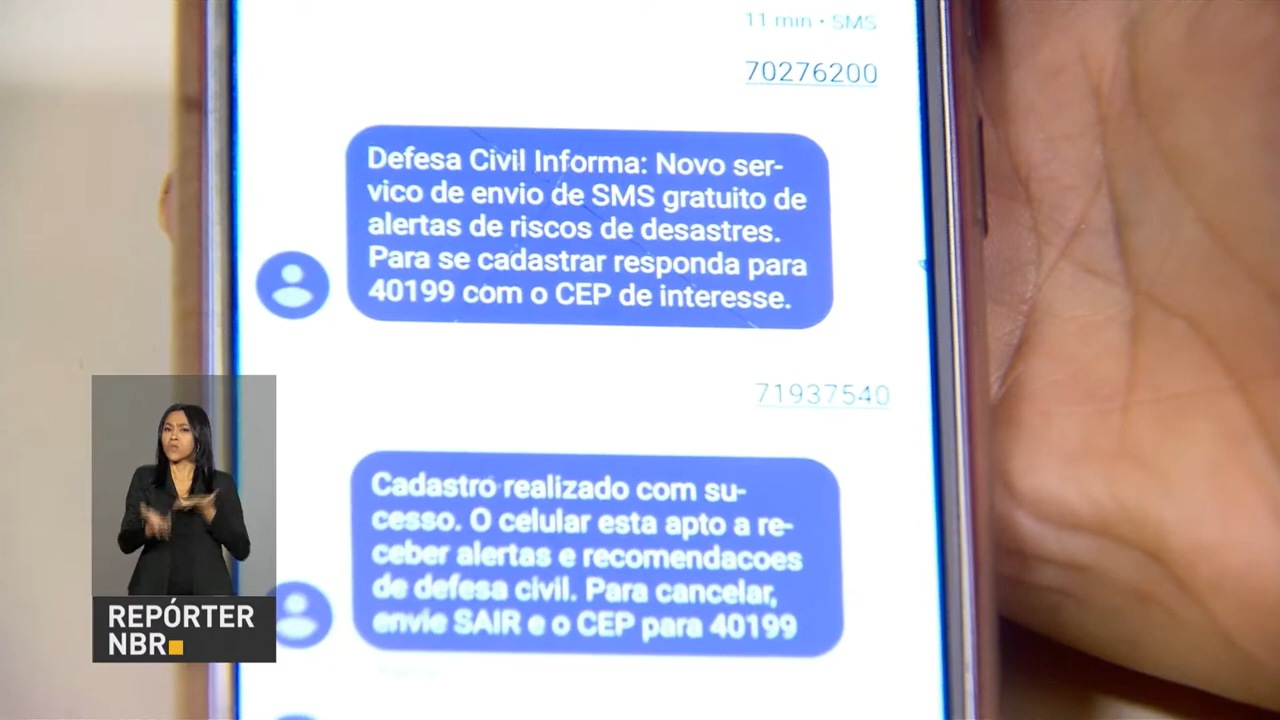 11 min • SMS
70276200
Defesa Civil Informa: Novo ser-
vico de envio de SMS gratuito de
alertas de riscos de desastres.
Para se cadastrar responda para
40199 com o CEP de interesse.
71937540
Cadastro realizado com su-
cesso. O celular esta apto a re-
ceber alertas e recomendacoes
de defesa civil. Para cancelar,
envie SAIR e o CEP para 40199
REPÓRTER
NBR